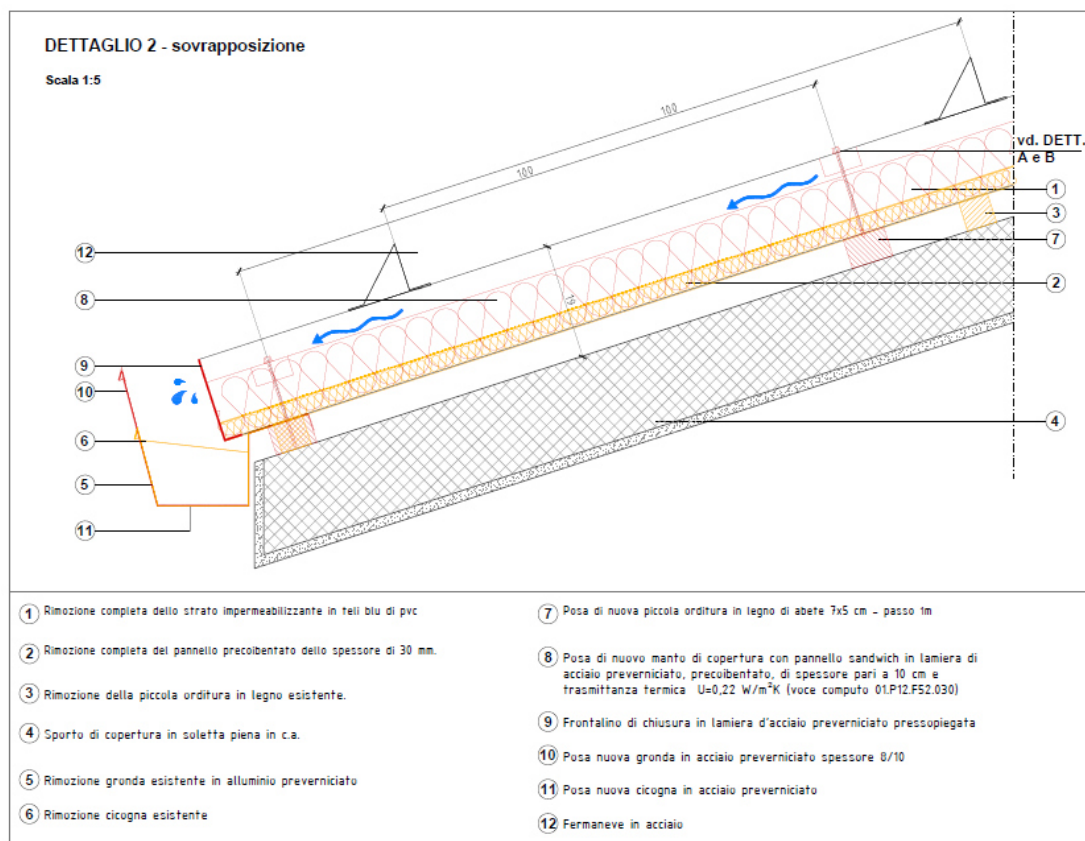 DETTAGLIO 2 - sovrapposizione
Scala 1:5
100
100
19
vd. DETT.
A e B
1
3
7
2
4
12
8
9
10
6
5
11
1 Rimozione completa dello strato impermeabilizzante in teli blu di pvc
2 Rimozione completa del pannello precoibentato dello spessore di 30 mm.
3 Rimozione della piccola orditura in legno esistente.
4 Sporto di copertura in soletta piena in c.a.
5 Rimozione gronda esistente in alluminio preverniciato
6 Rimozione cicogna esistente
7 Posa di nuova piccola orditura in legno di abete 7x5 cm - passo 1m
8 Posa di nuovo manto di copertura con pannello sandwich in lamiera di
acciaio preverniciato, precoibentato, di spessore pari a 10 cm e
trasmittanza termica U=0,22 W/m²K (voce computo 01.P12.F52.030)
9 Frontalino di chiusura in lamiera d'acciaio preverniciato pressopiegata
10 Posa nuova gronda in acciaio preverniciato spessore 8/10
11 Posa nuova cicogna in acciaio preverniciato
12 Fermaneve in acciaio